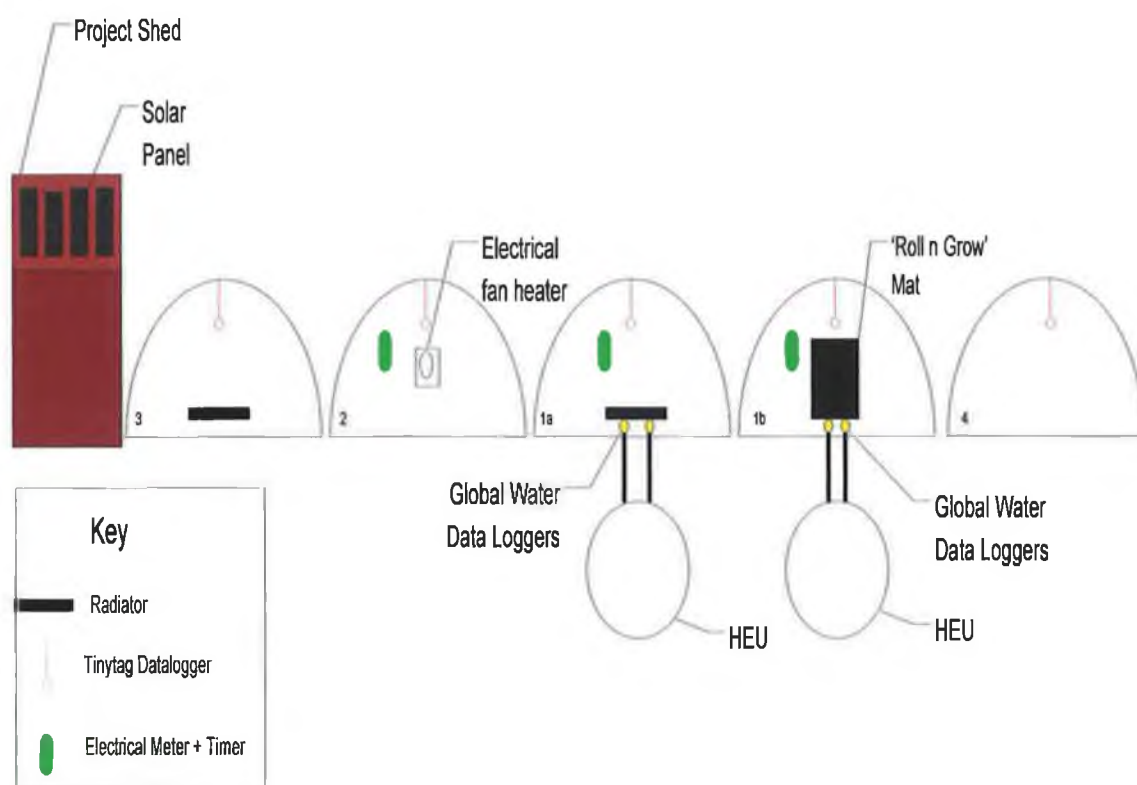 Project Shed
Solar
Panel
Electrical
fan heater
'Roll n Grow'
Mat
3
2
1a
1b
4
Global Water
Data Loggers
Global Water
Data Loggers
HEU
HEU
Key
Radiator
Tinytag Datalogger
Electrical Meter + Timer